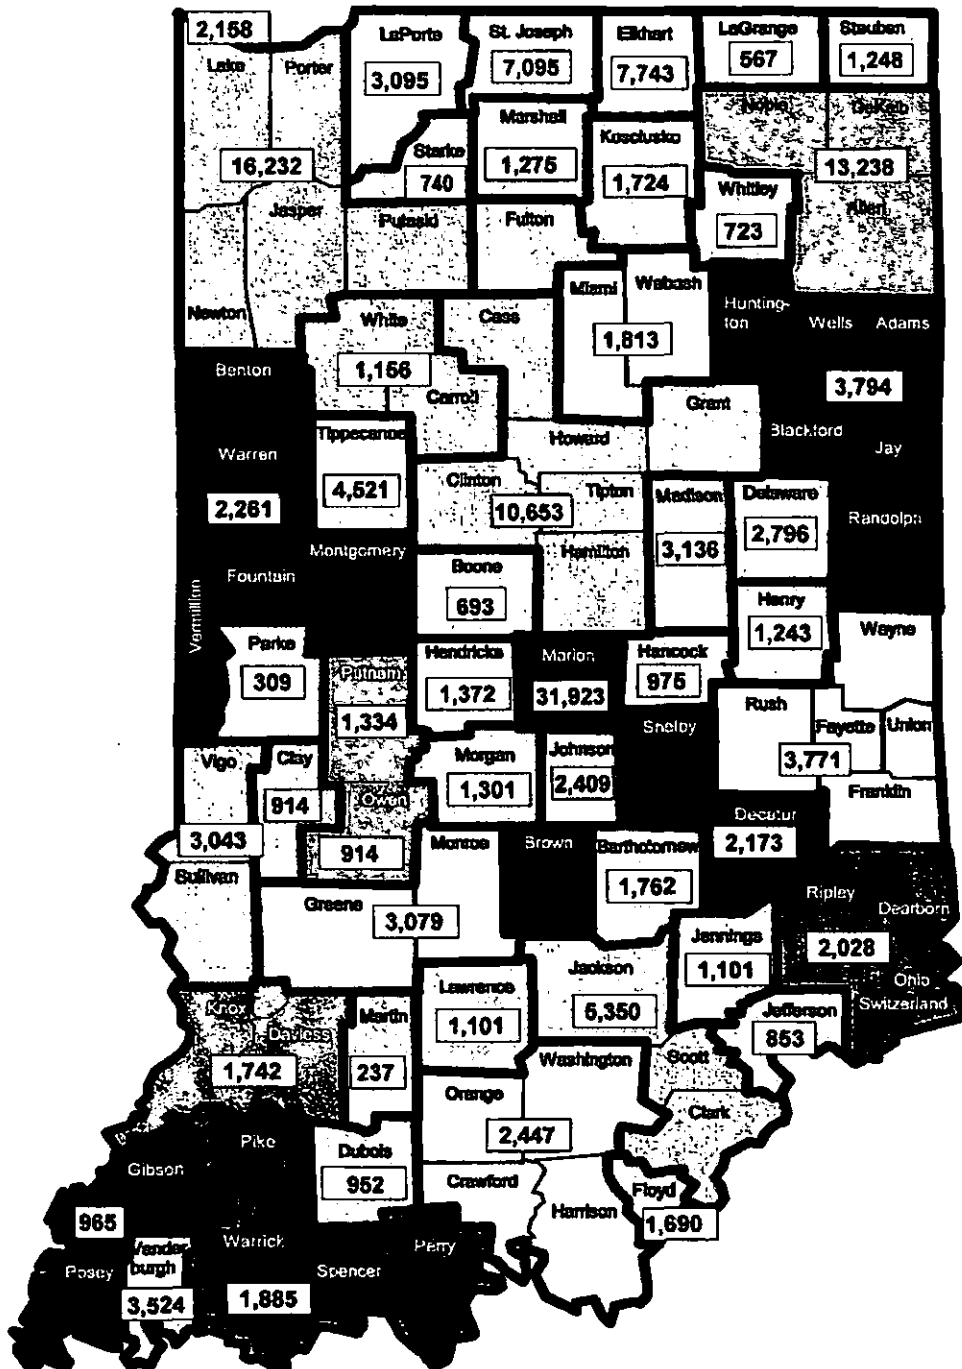 2,158
LaPorte
St. Joseph
Elkhart
LaGrange
Steuben
Lake
Porter
3,095
7,095
7,743
567
1,248
Marshall
Noble
DeKalb
Starke
Kosciusko
16,232
740
1,275
1,724
13,238
Whitley
Jasper
Pulaski
Fulton
723
Allen
Newton
White
Cass
Miami
Wabash
Hunting-
ton
Wells
Adams
1,156
1,813
Benton
3,794
Carroll
Grant
Tippecanoe
Howard
Blackford
Jay
Warren
Clinton
4,521
Tipton
Madison
Delaware
2,261
10,653
Randolph
3,136
2,796
Montgomery
Hamilton
Boone
Fountain
693
Henry
Vermillion
1,243
Wayne
Parke
Hendricks
Marion
Hancock
309
Putnam
1,372
31,923
975
1,334
Rush
Shelby
Fayette
Union
Vigo
Clay
Morgan
Johnson
3,771
914
1,301
2,409
Franklin
Owen
Decatur
3,043
914
Monroe
Brown
Bartholomew
2,173
Sullivan
1,762
Ripley
Greene
Dearborn
3,079
Jennings
2,028
Jackson
1,101
Ohio
Lawrence
Switzerland
Knox
Daviess
Martin
1,101
5,350
Jefferson
853
Washington
Scott
1,742
237
Orange
Clark
Pike
2,447
Dubois
Gibson
952
Crawford
Floyd
Harrison
965
1,690
Vander
burgh
Warrick
Perry
Posey
Spencer
3,524
1,885